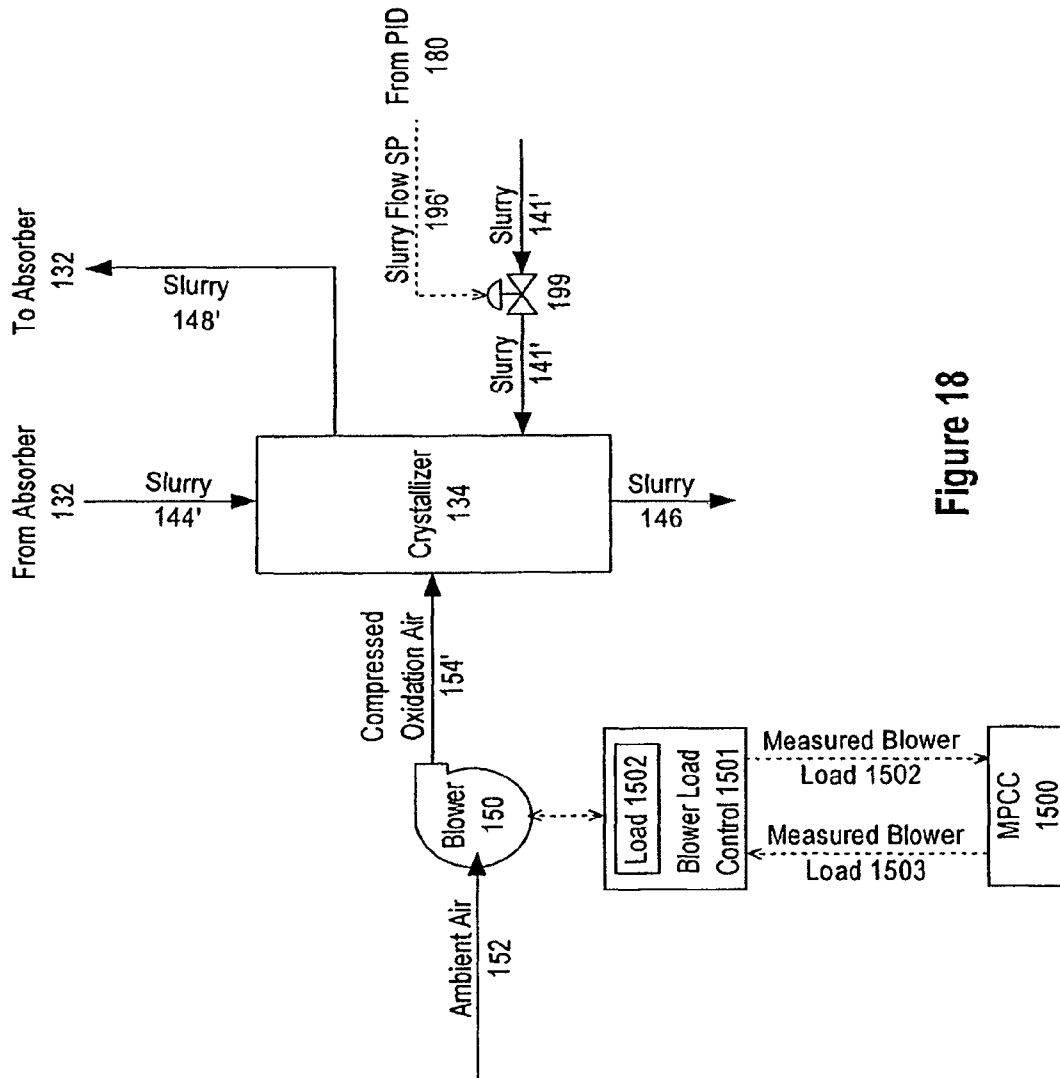 From Absorber
132
To Absorber
132
Slurry
144'
Slurry
148'
Slurry Flow SP
196'
From PID
180
Compressed
Oxidation Air
154'
Crystallizer
134
Slurry
141'
199
Slurry
141'
Ambient Air
152
Blower
150
Slurry
146
Load 1502
Blower Load
Control 1501
Measured Blower
Load 1502
Measured Blower
Load 1503
MPCC
1500
Figure 18